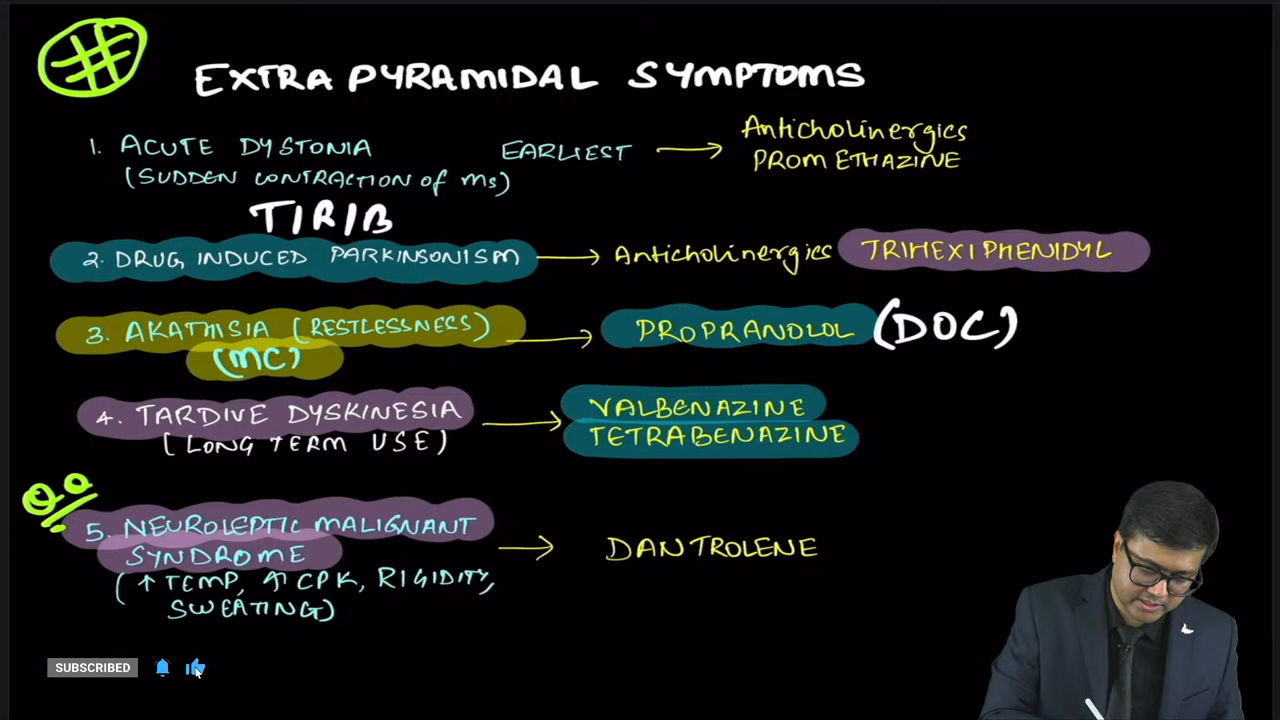 EXTRA PYRAMIDAL SYMPTOMS
1. ACUTE DYSTONIA EARLIEST → Anticholinergics
PROMETHAZINE
(SUDDEN CONTRACTION of ms)
T/R/B
2. DRUG INDUCED PARKINSONISM → Anticholinergics TRIHEXIPHENIDYL
3. AKATHISIA (RESTLESSNESS) → PROPRANOLOL (DOC)
(MC)
4. TARDIVE DYSKINESIA → VALBENAZINE
TETRABENAZINE
(LONG TERM USE)
5. NEUROLEPTIC MALIGNANT
SYNDROME → DANTROLENE
(↑ TEMP, ↑ CPK, RIGIDITY,
SWEATING)
SUBSCRIBED